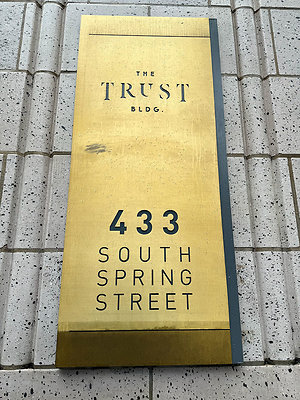 THE
TRUST
BLDG.
433
SOUTH
SPRING
STREET